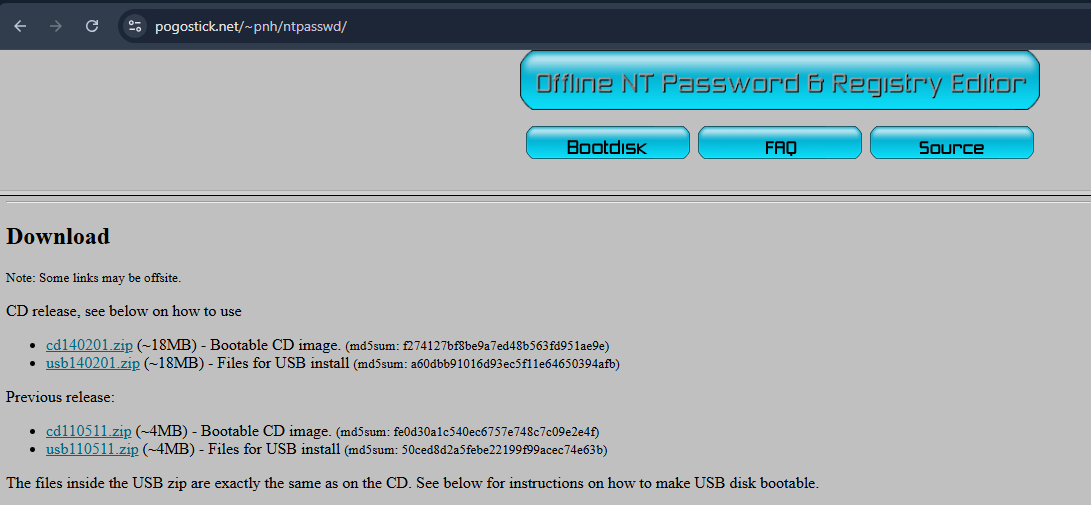 pogostick.net/~pnh/ntpasswd/
Offline NT Password & Registry Editor
Bootdisk FAQ Source
Download
Note: Some links may be offsite.
CD release, see below on how to use
• cd140201.zip (~18MB) - Bootable CD image. (md5sum: f274127bf8be9a7ed48b563fd951ae9e)
• usb140201.zip (~18MB) - Files for USB install (md5sum: a60dbb91016d93ec5f11e64650394afb)
Previous release:
• cd110511.zip (~4MB) - Bootable CD image. (md5sum: fe0d30a1c540ec6757e748c7c09e2e4f)
• usb110511.zip (~4MB) - Files for USB install (md5sum: 50ced8d2a5febe22199f99acec74e63b)
The files inside the USB zip are exactly the same as on the CD. See below for instructions on how to make USB disk bootable.